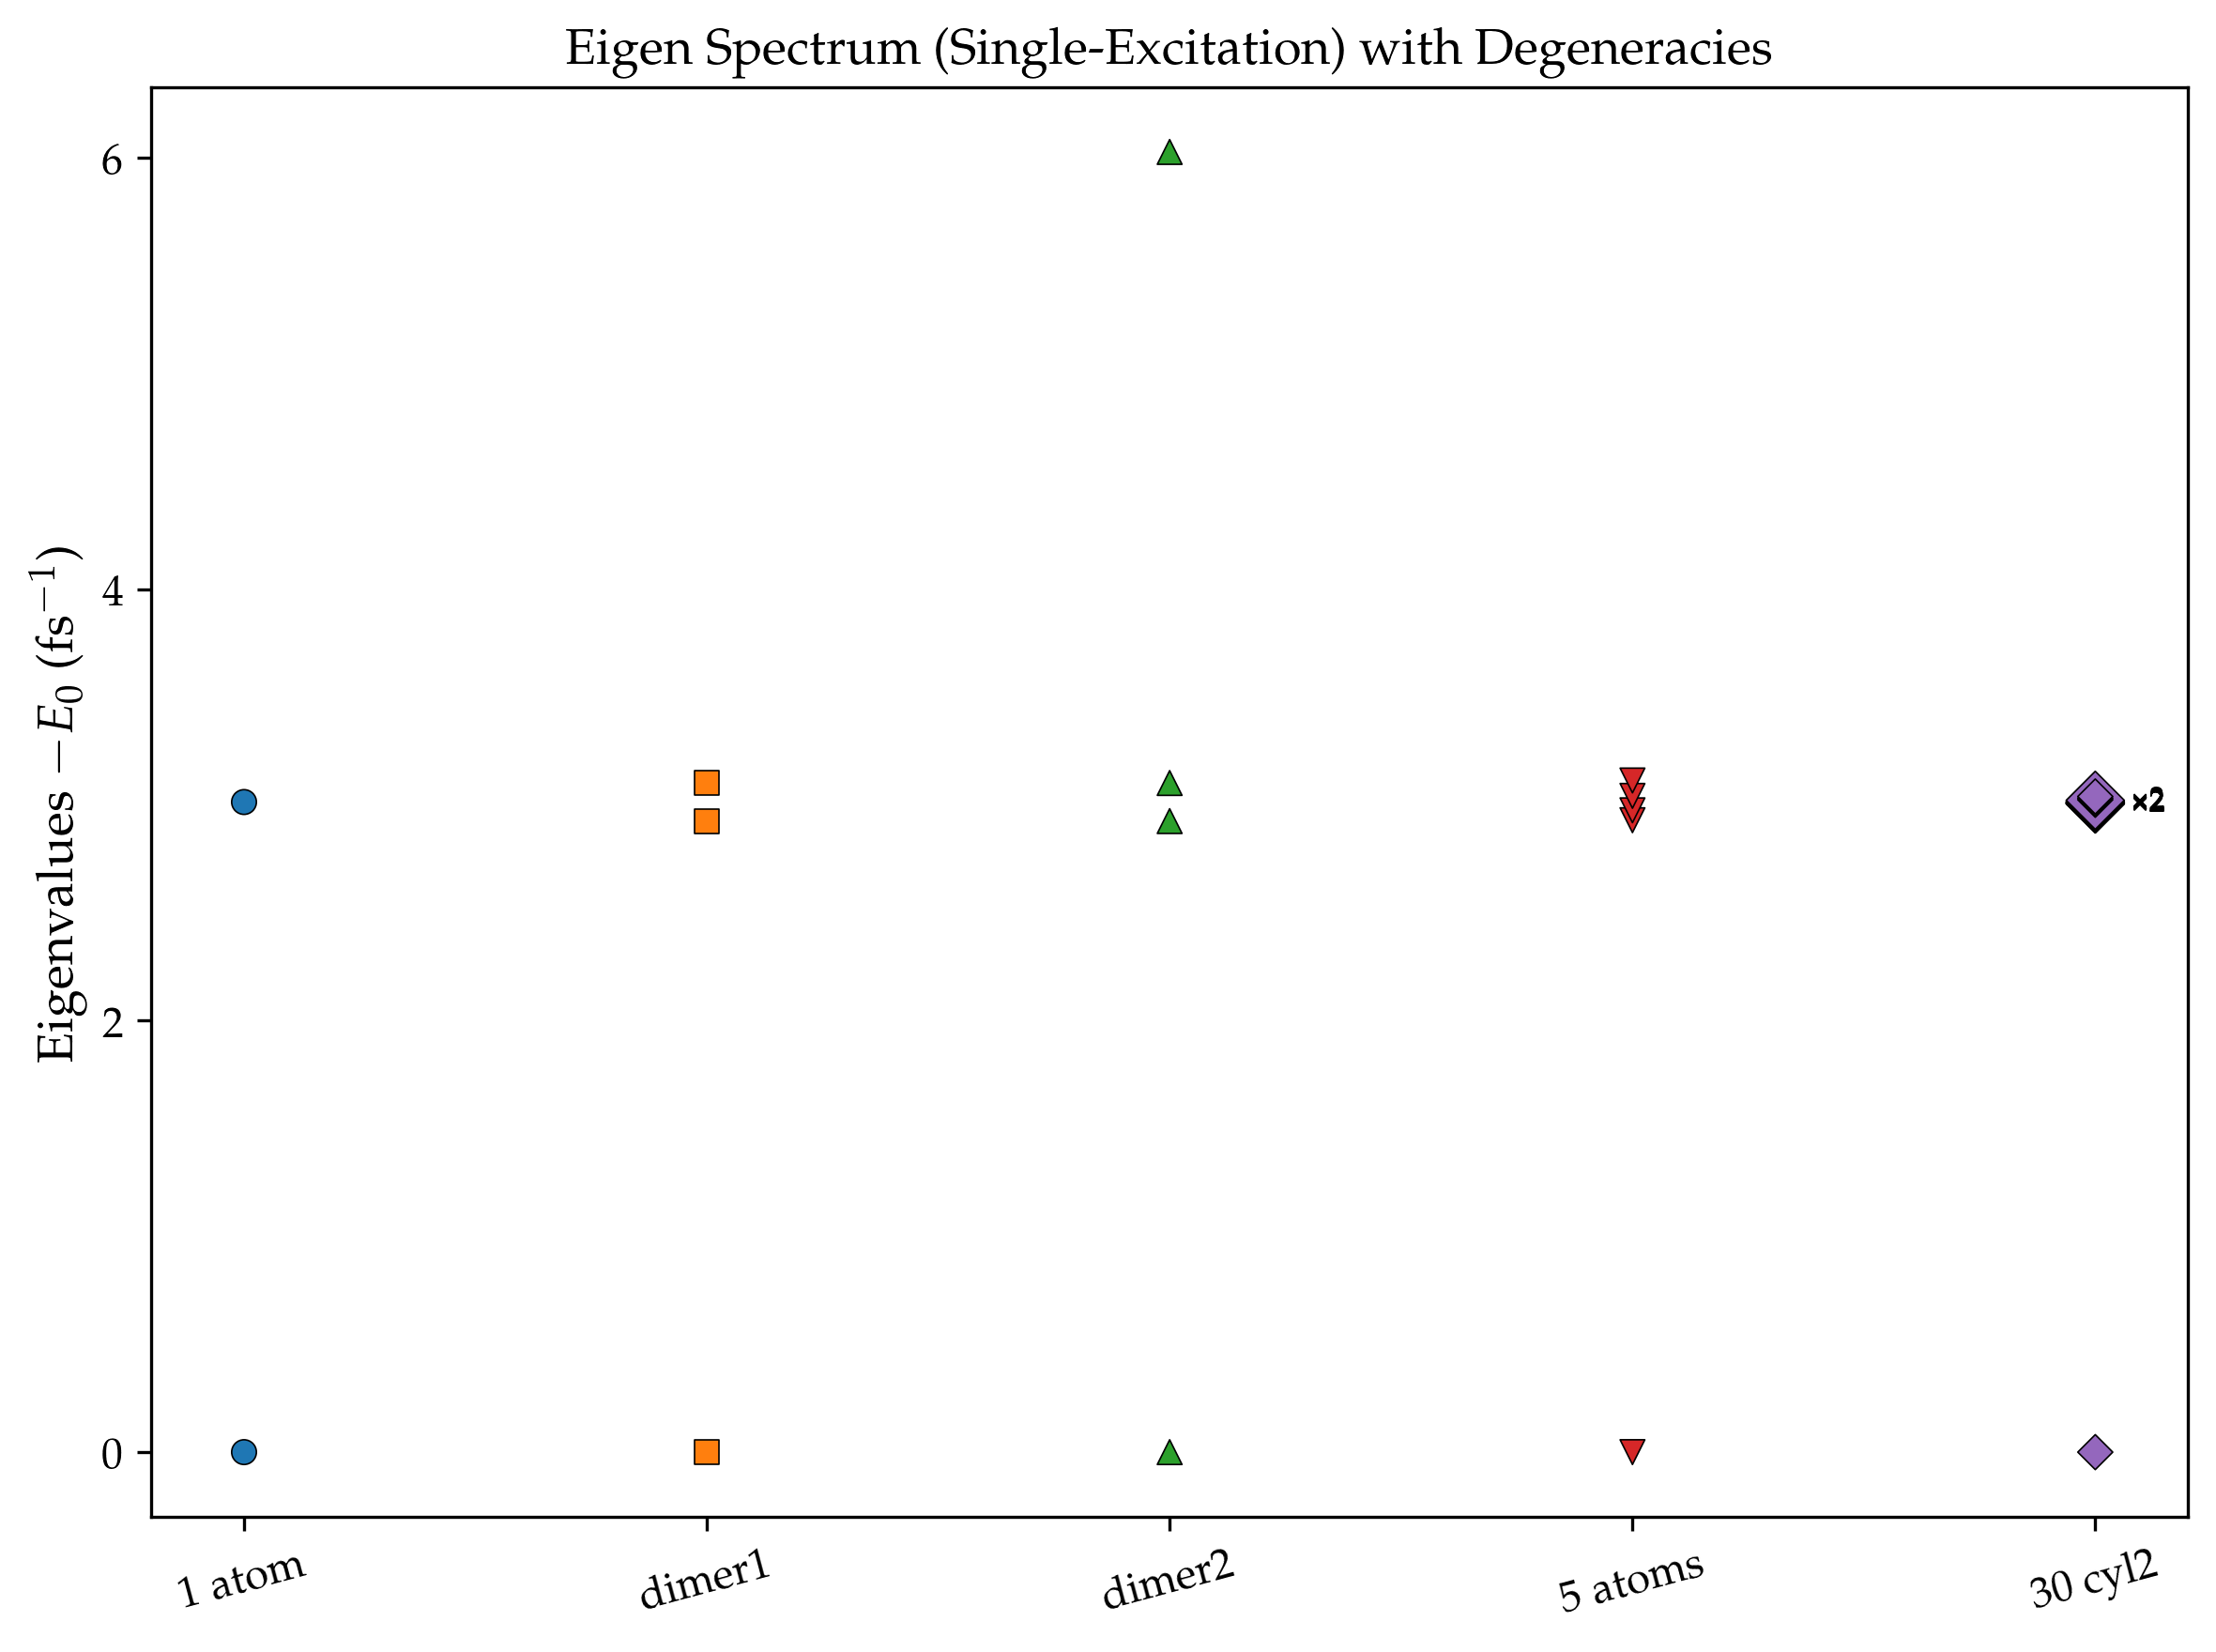 Eigen Spectrum (Single-Excitation) with Degeneracies
Eigenvalues −E₀ (fs⁻¹)
6
4
2
0
×2
1 atom
dimer1
dimer2
5 atoms
30 cyl2